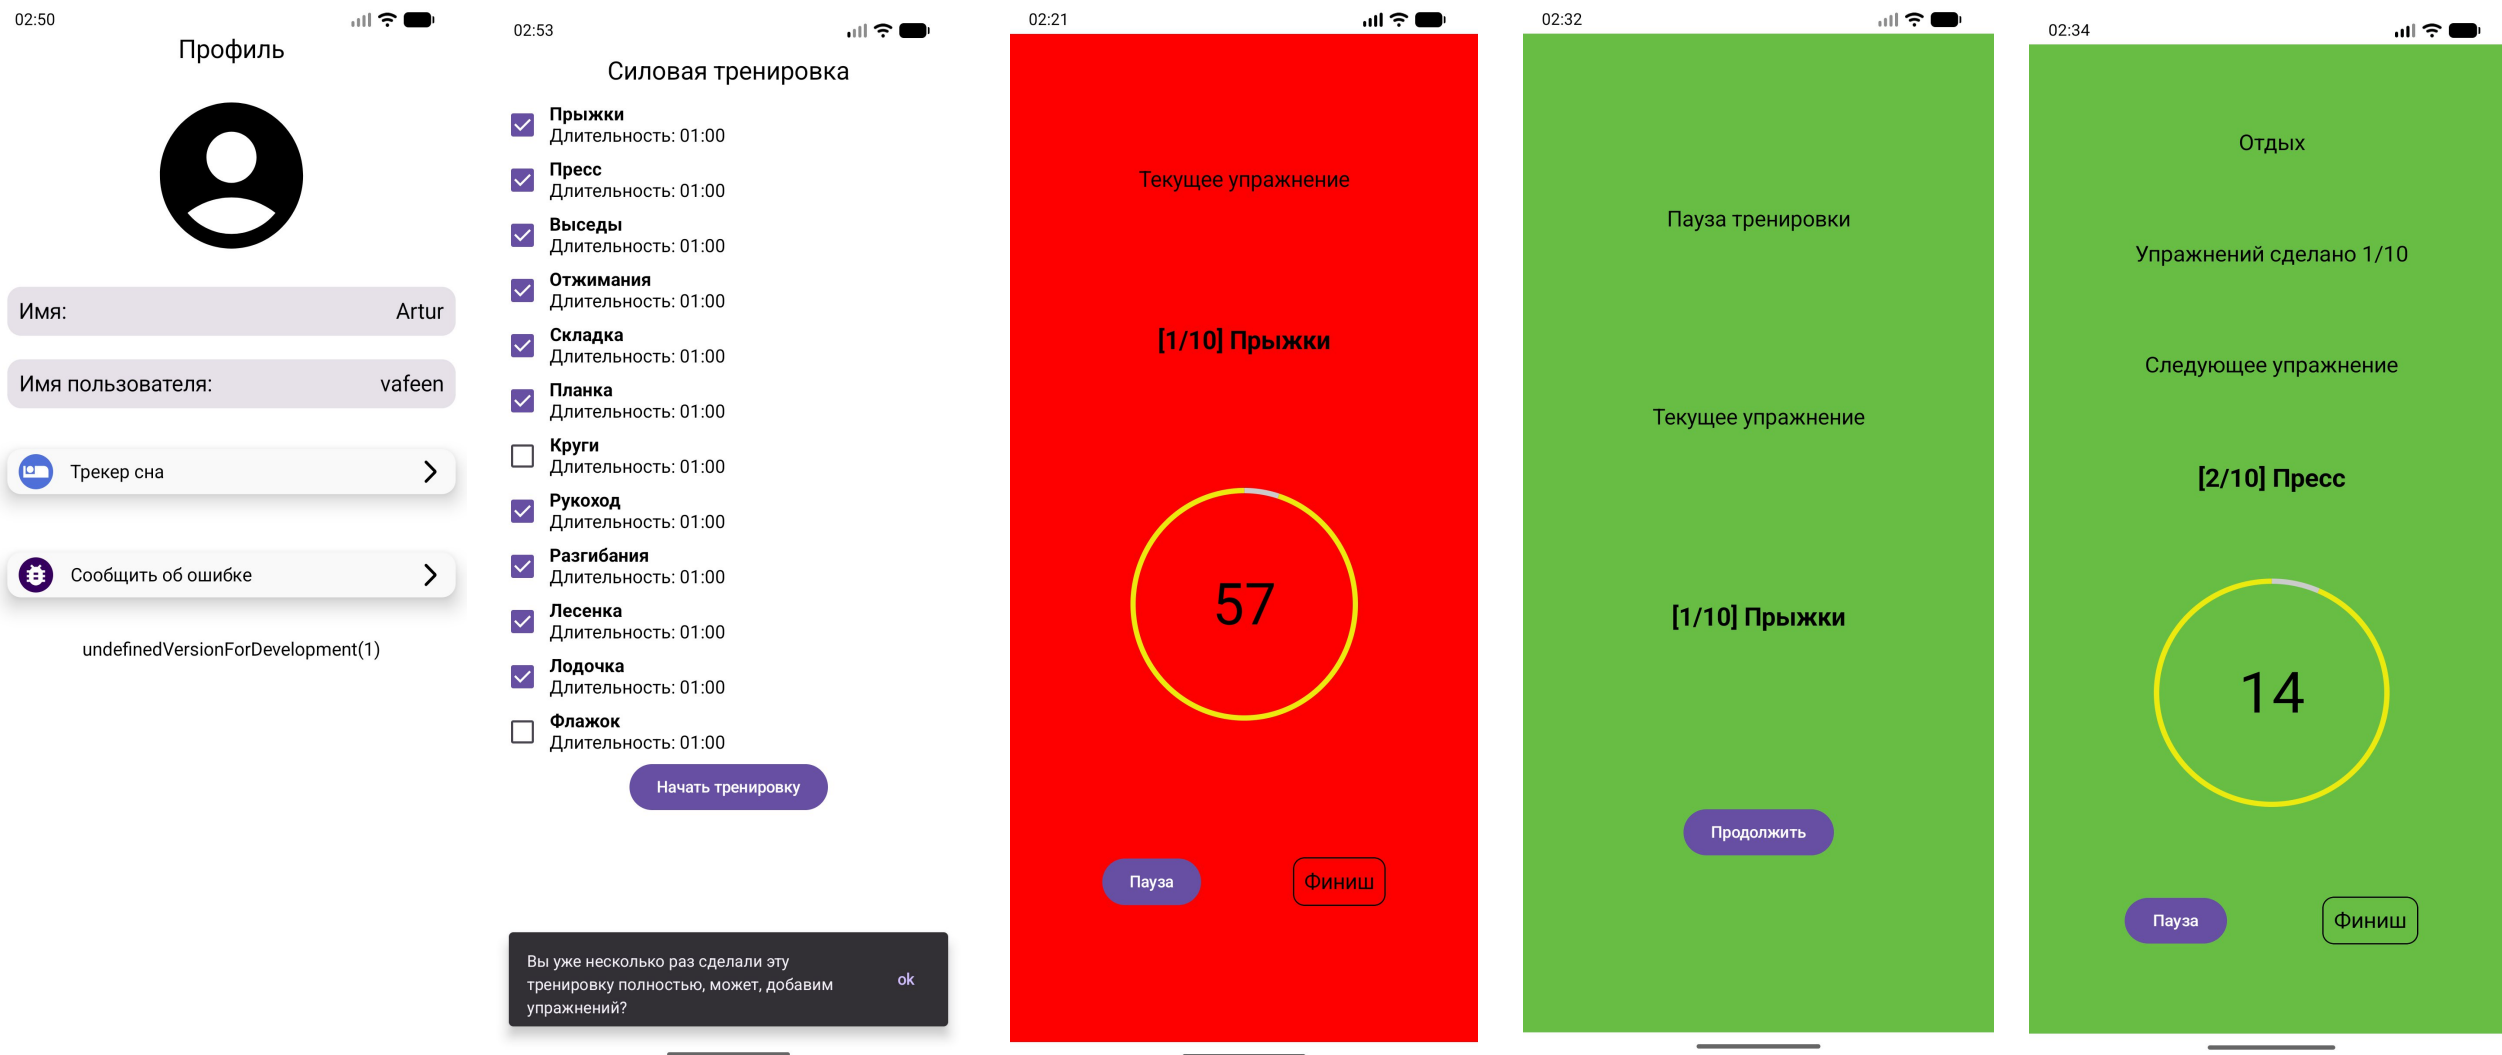 02:50
Профиль
Имя: Artur
Имя пользователя: vafeen
Трекер сна
Сообщить об ошибке
undefinedVersionForDevelopment(1)
02:53
Силовая тренировка
Прыжки
Длительность: 01:00
Пресс
Длительность: 01:00
Выседы
Длительность: 01:00
Отжимания
Длительность: 01:00
Складка
Длительность: 01:00
Планка
Длительность: 01:00
Круги
Длительность: 01:00
Рукоход
Длительность: 01:00
Разгибания
Длительность: 01:00
Лесенка
Длительность: 01:00
Лодочка
Длительность: 01:00
Флажок
Длительность: 01:00
Начать тренировку
Вы уже несколько раз сделали эту
тренировку полностью, может, добавим
упражнений?
ok
02:21
Текущее упражнение
[1/10] Прыжки
57
Пауза
Финиш
02:32
Пауза тренировки
Текущее упражнение
[1/10] Прыжки
Продолжить
02:34
Отдых
Упражнений сделано 1/10
Следующее упражнение
[2/10] Пресс
14
Пауза
Финиш